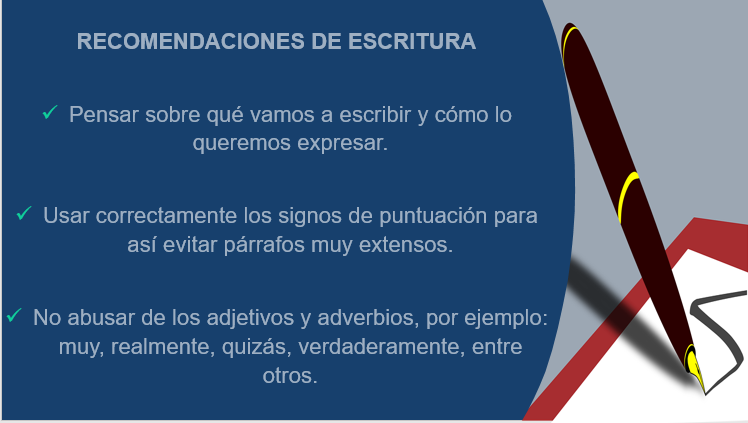 RECOMENDACIONES DE ESCRITURA
✓ Pensar sobre qué vamos a escribir y cómo lo
queremos expresar.
✓ Usar correctamente los signos de puntuación para
así evitar párrafos muy extensos.
✓ No abusar de los adjetivos y adverbios, por ejemplo:
muy, realmente, quizás, verdaderamente, entre
otros.